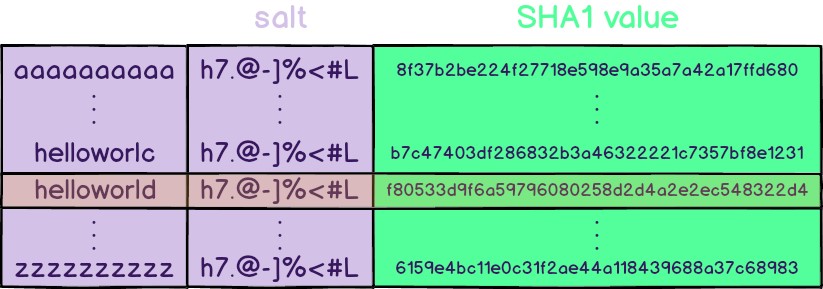 salt SHA1 value
aaaaaaaaaa h7.@-]%<#L 8f37b2be224f27718e598e9a35a7a42a17ffd680
helloworlc h7.@-]%<#L b7c47403df286832b3a46322221c7357bf8e1231
helloworld h7.@-]%<#L f80533d9f6a59796080258d2d4a2e2ec548322d4
zzzzzzzzzz h7.@-]%<#L 6159e4bc11e0c31f2ae44a118439688a37c68983